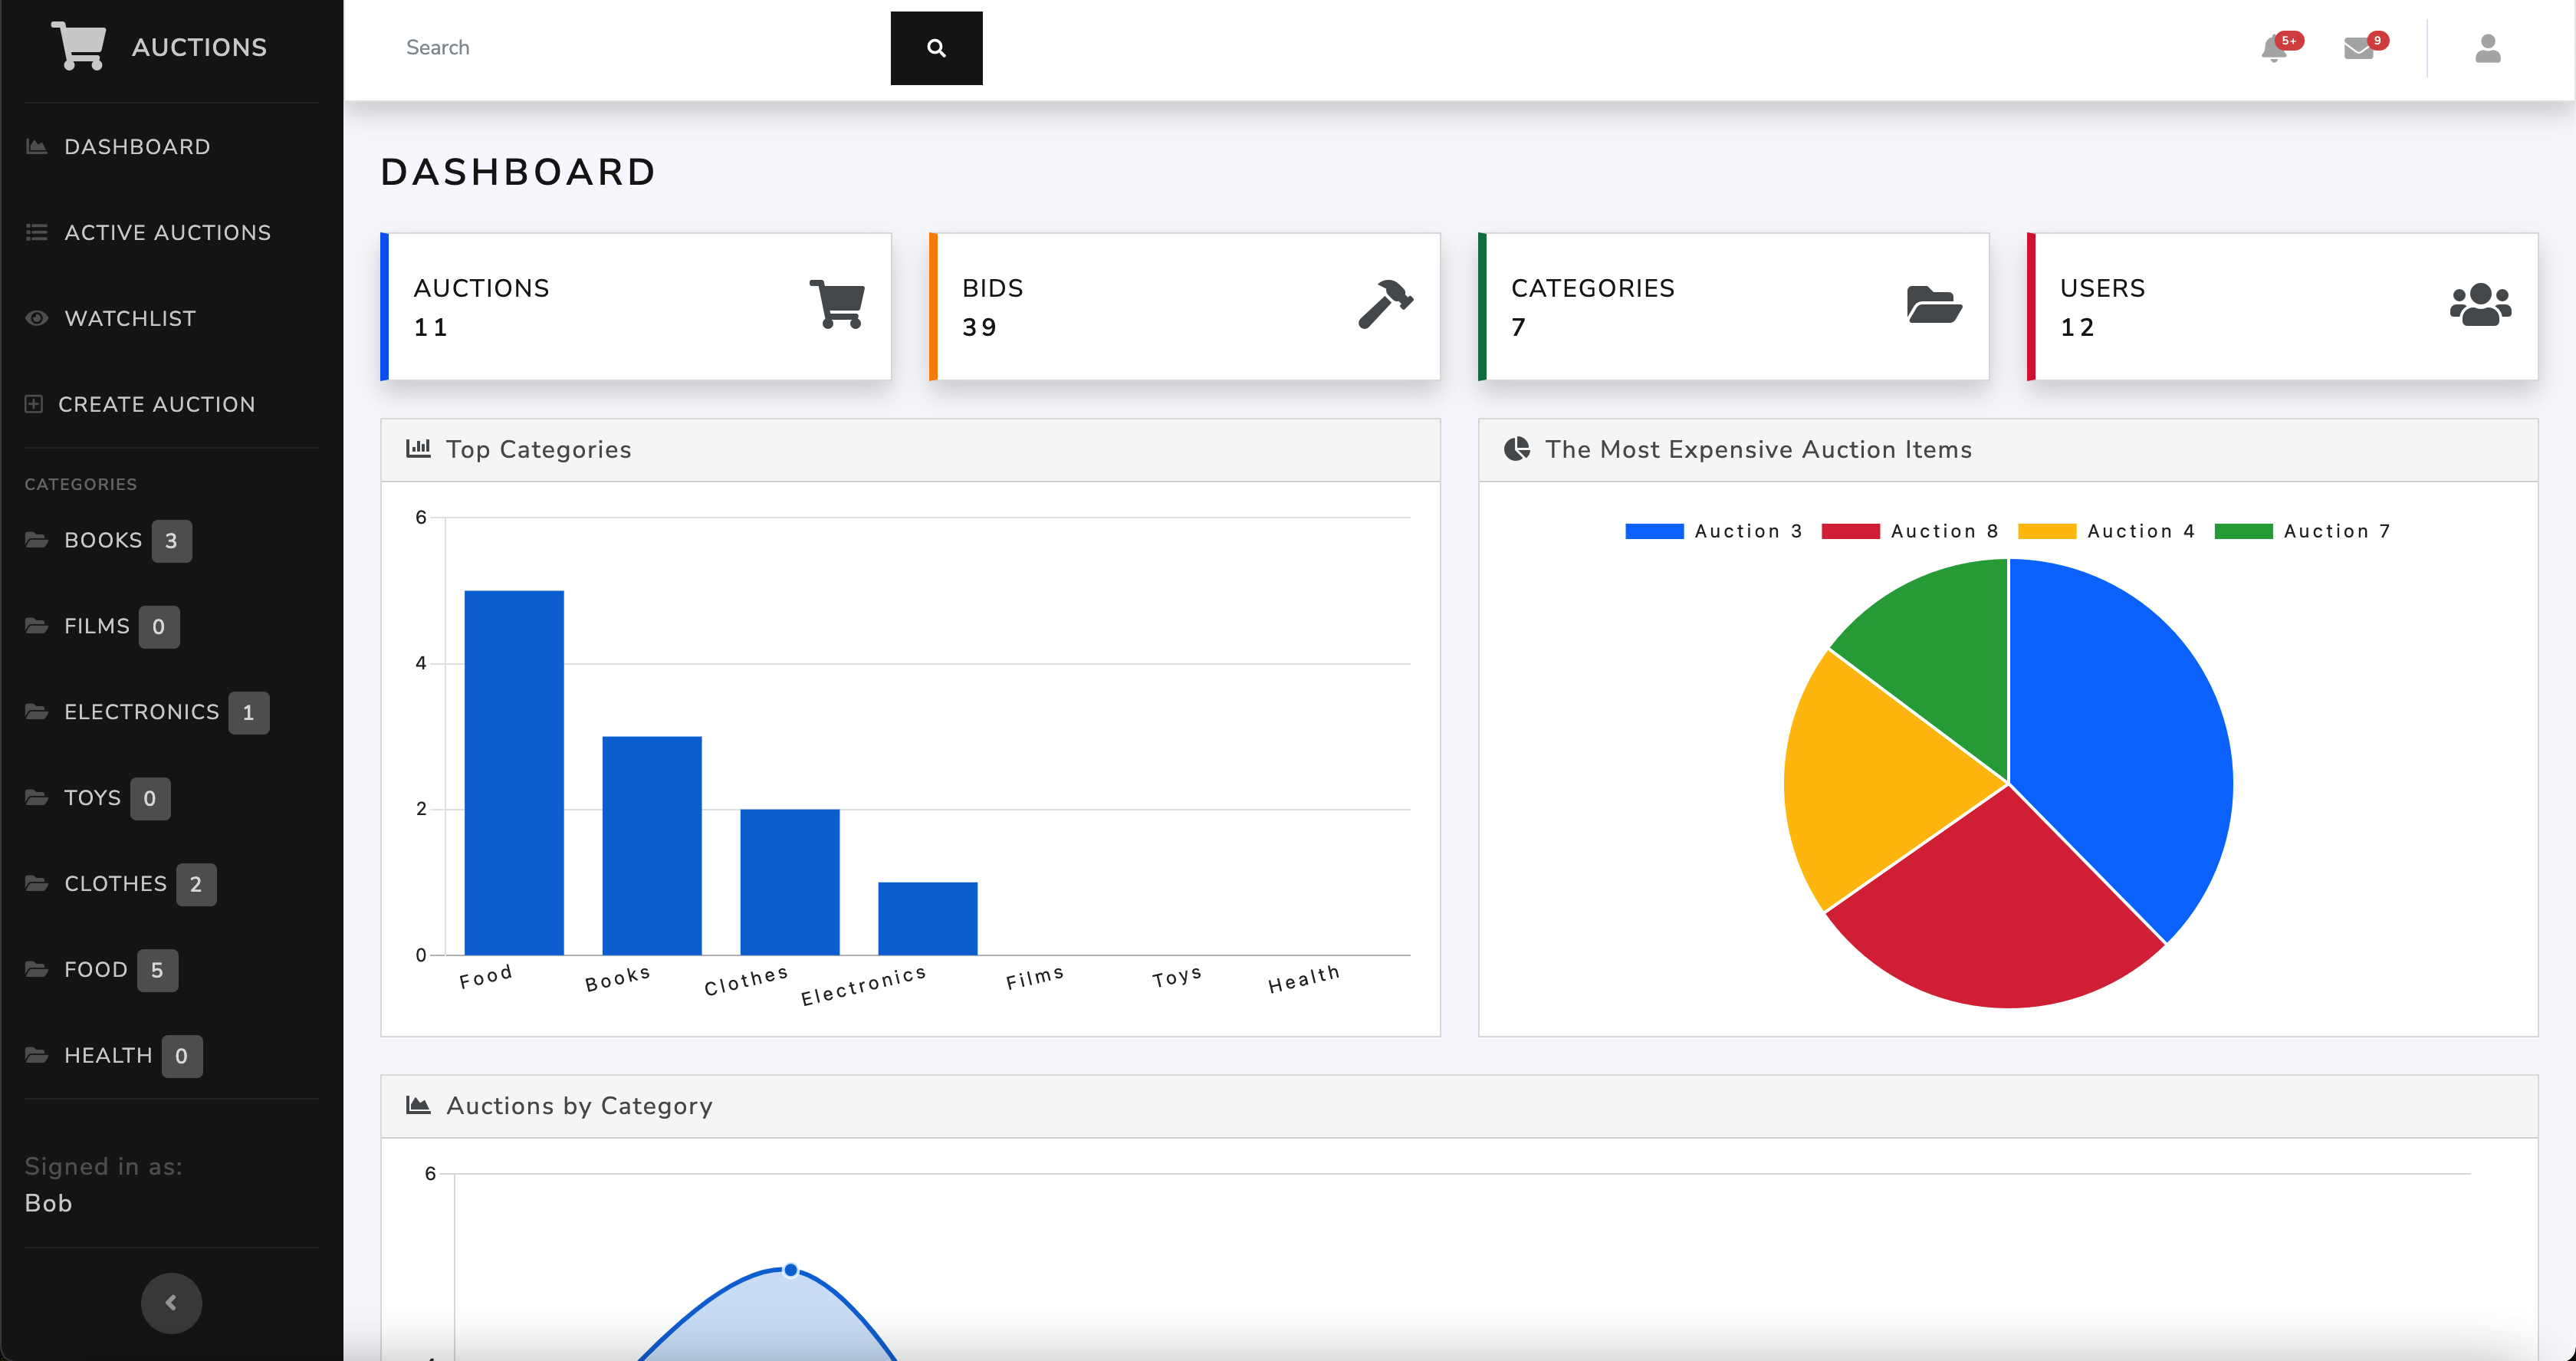 AUCTIONS
Search
5+
9
DASHBOARD
ACTIVE AUCTIONS
WATCHLIST
CREATE AUCTION
CATEGORIES
BOOKS 3
FILMS 0
ELECTRONICS 1
TOYS 0
CLOTHES 2
FOOD 5
HEALTH 0
Signed in as:
Bob
DASHBOARD
AUCTIONS
11
BIDS
39
CATEGORIES
7
USERS
12
Top Categories
6
4
2
0
Food Books Clothes Electronics Films Toys Health
The Most Expensive Auction Items
Auction 3 Auction 8 Auction 4 Auction 7
Auctions by Category
6